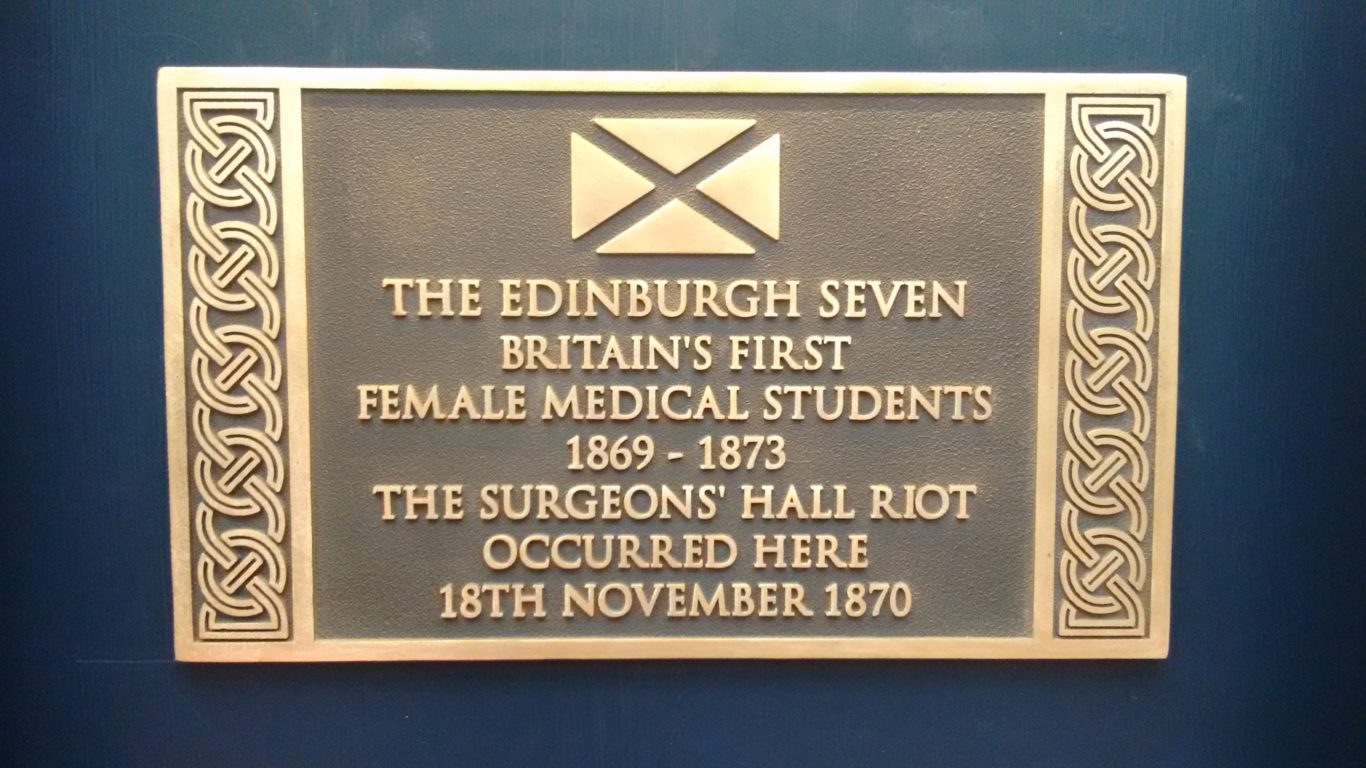 THE EDINBURGH SEVEN
BRITAIN'S FIRST
FEMALE MEDICAL STUDENTS
1869 - 1873
THE SURGEONS' HALL RIOT
OCCURRED HERE
18TH NOVEMBER 1870